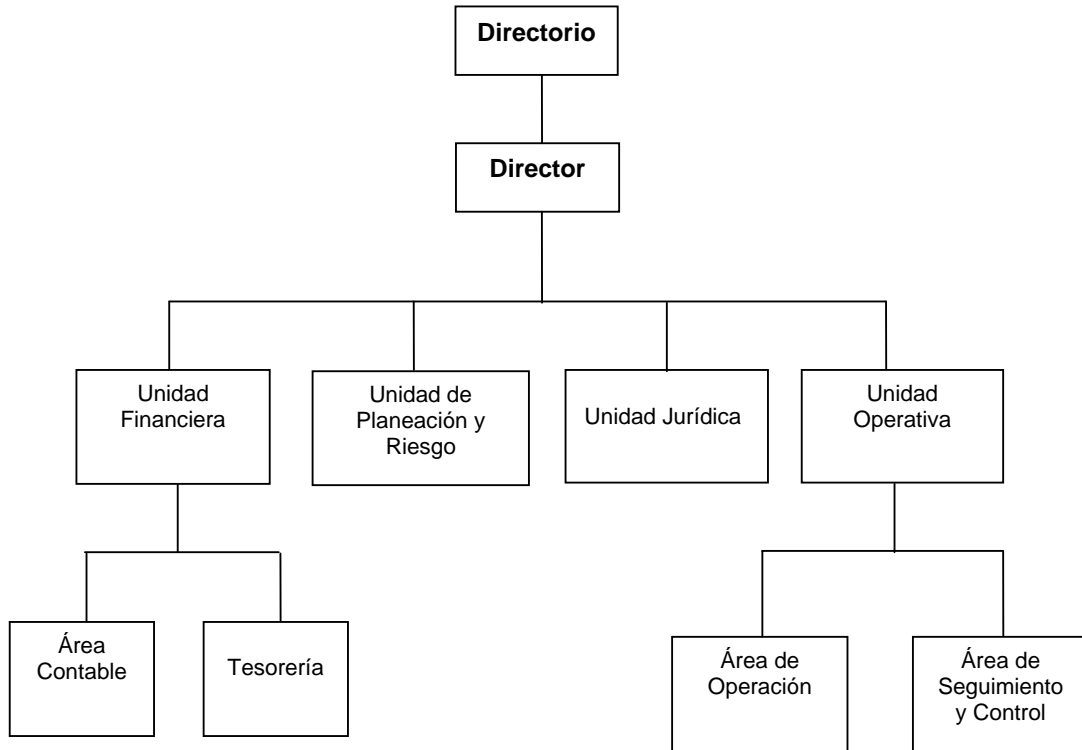 Directorio
Director
Unidad
Financiera
Unidad de
Planeación y
Riesgo
Unidad Jurídica
Unidad
Operativa
Área
Contable
Tesorería
Área de
Operación
Área de
Seguimiento
y Control